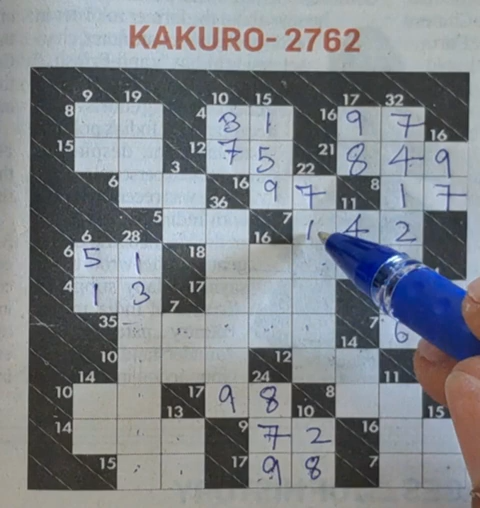 KAKURO- 2762
9 19 10 15 17 32
8 4 3 1 16 9 7 16
15 12 7 5 21 8 4 9
3 22
6 16 9 7 8 1 7
36 11
5 7 1 4 2
6 28 16
6 5 1 18
4 1 3 17
7
35 7 6
14
10 12
14 24 11
10 17 9 8 8
13 10 15
14 9 7 2 16
15 17 9 8 7